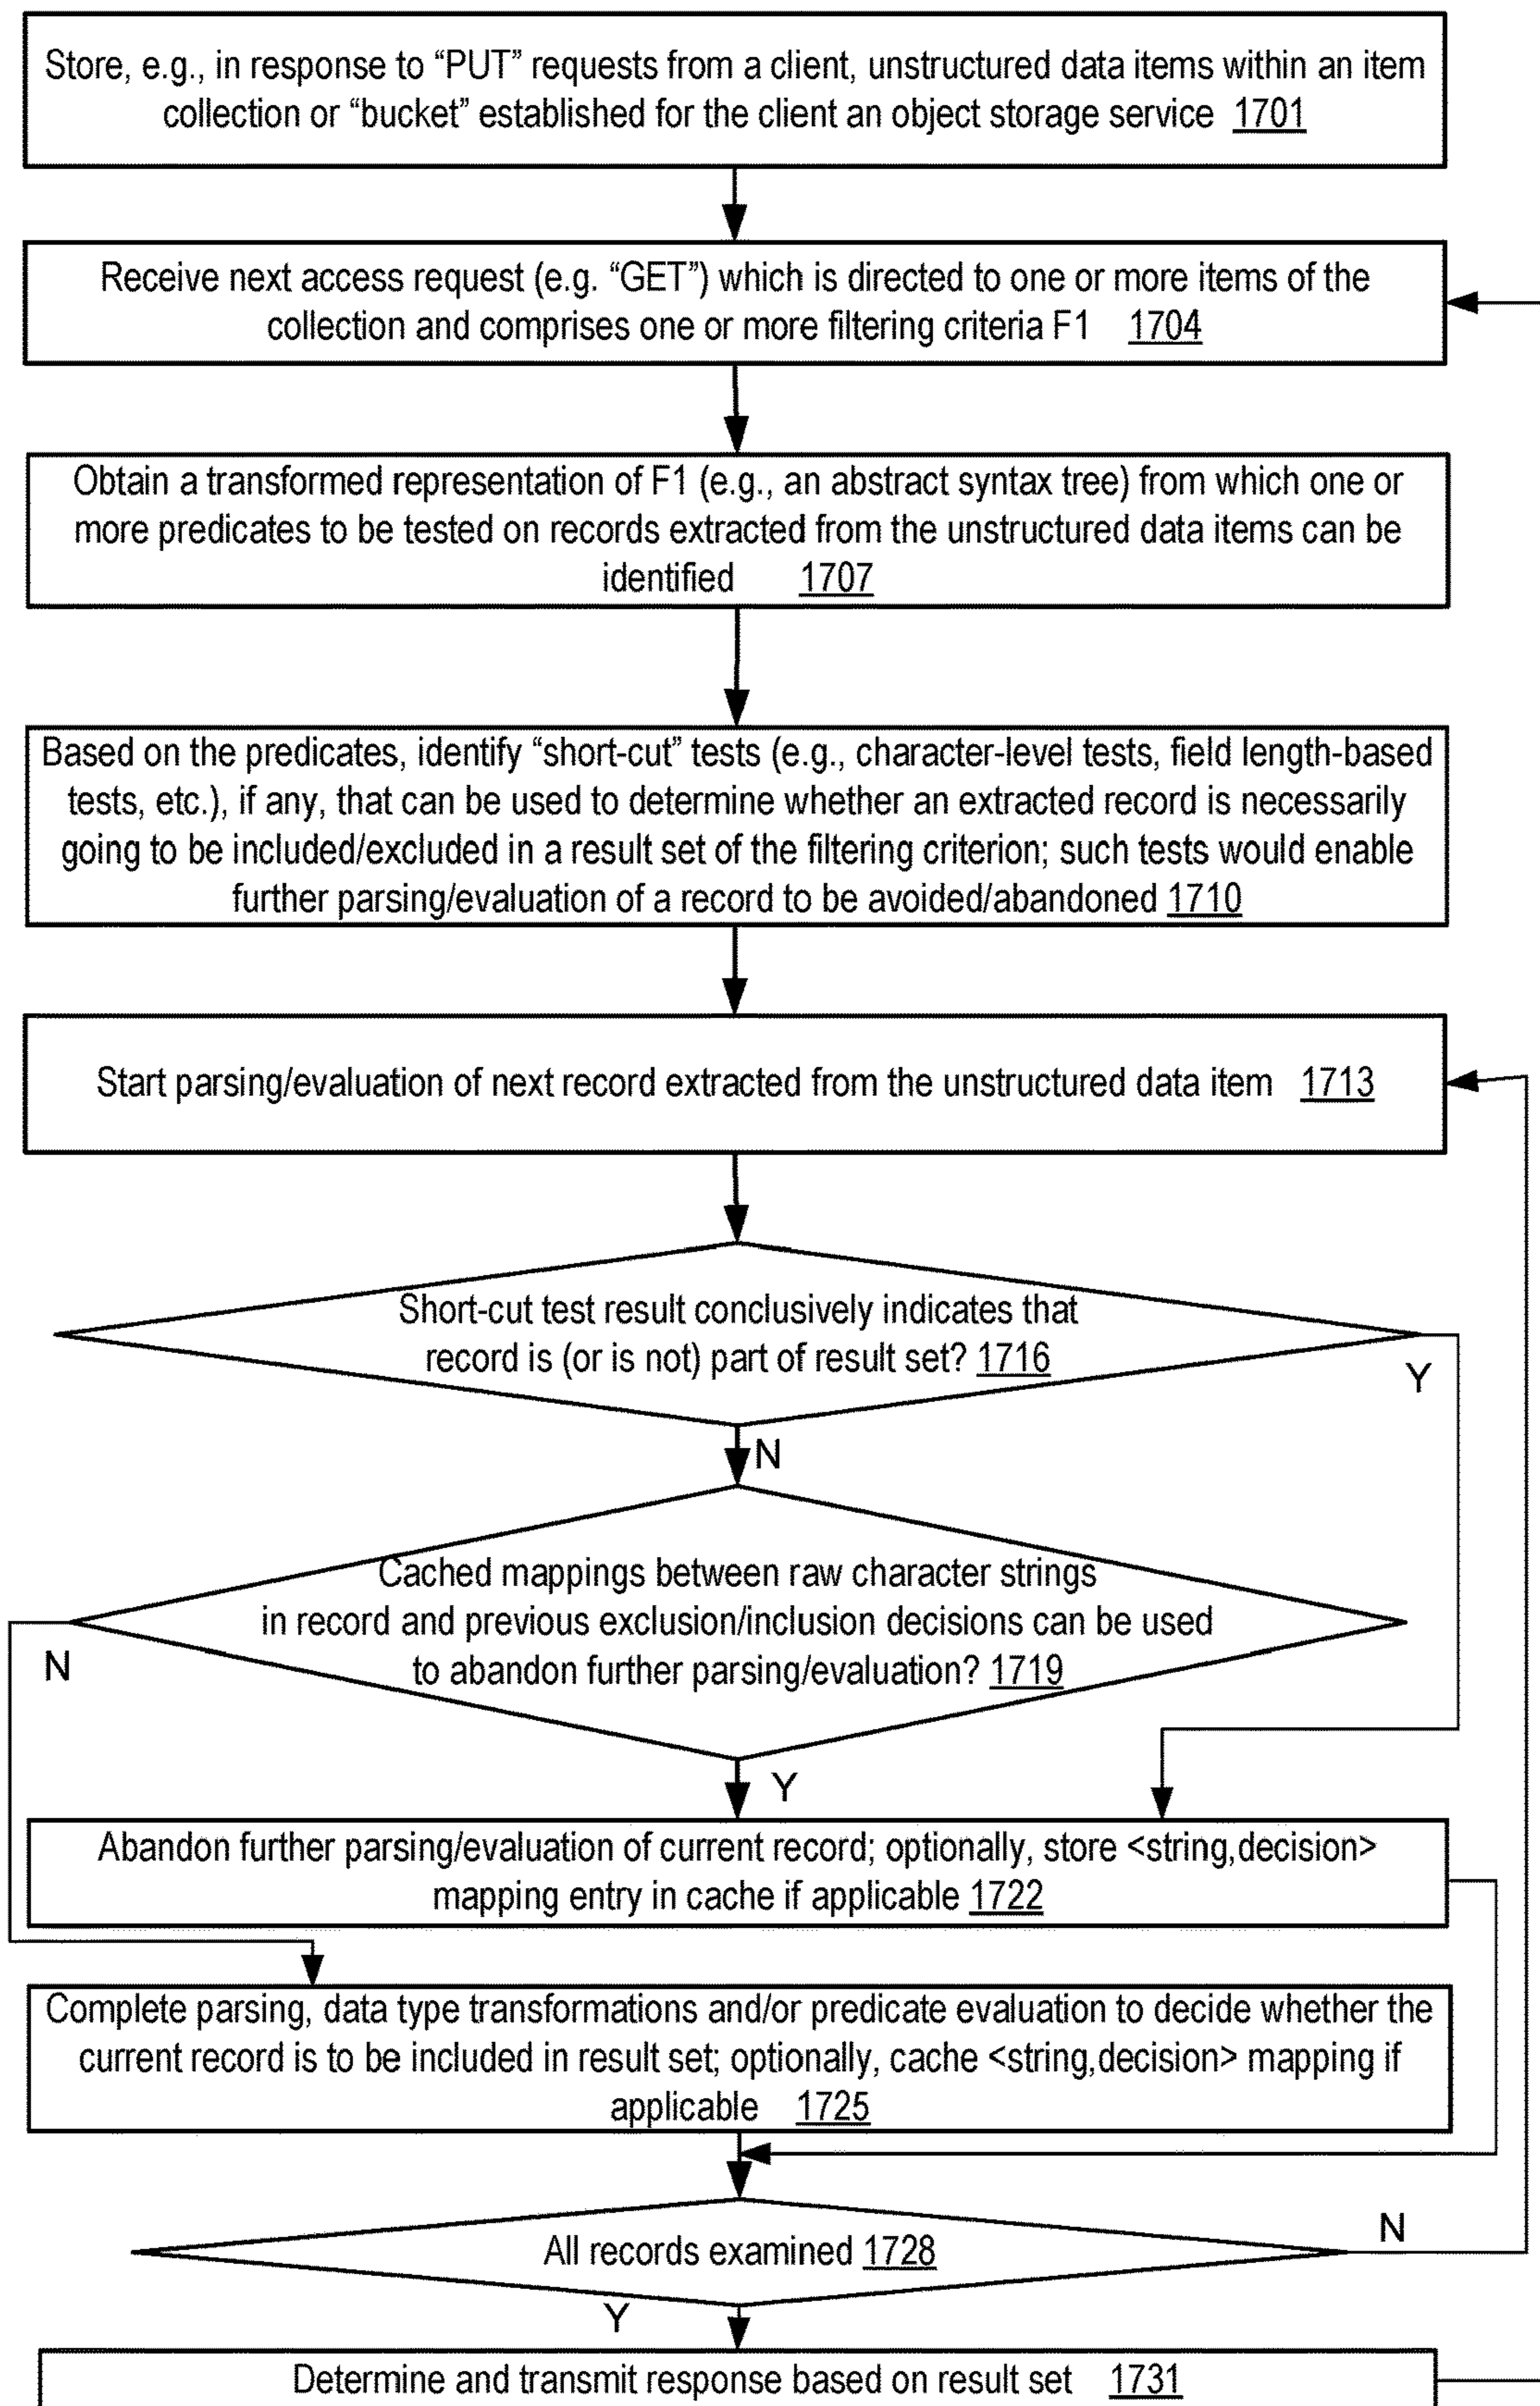 Store, e.g., in response to “PUT” requests from a client, unstructured data items within an item
collection or “bucket” established for the client an object storage service 1701
Receive next access request (e.g. “GET”) which is directed to one or more items of the
collection and comprises one or more filtering criteria F1 1704
Obtain a transformed representation of F1 (e.g., an abstract syntax tree) from which one or
more predicates to be tested on records extracted from the unstructured data items can be
identified 1707
Based on the predicates, identify “short-cut” tests (e.g., character-level tests, field length-based
tests, etc.), if any, that can be used to determine whether an extracted record is necessarily
going to be included/excluded in a result set of the filtering criterion; such tests would enable
further parsing/evaluation of a record to be avoided/abandoned 1710
Start parsing/evaluation of next record extracted from the unstructured data item 1713
Short-cut test result conclusively indicates that
record is (or is not) part of result set? 1716
Y
N
Cached mappings between raw character strings
in record and previous exclusion/inclusion decisions can be used
to abandon further parsing/evaluation? 1719
N
Y
Abandon further parsing/evaluation of current record; optionally, store <string,decision>
mapping entry in cache if applicable 1722
Complete parsing, data type transformations and/or predicate evaluation to decide whether the
current record is to be included in result set; optionally, cache <string,decision> mapping if
applicable 1725
All records examined 1728
N
Y
Determine and transmit response based on result set 1731